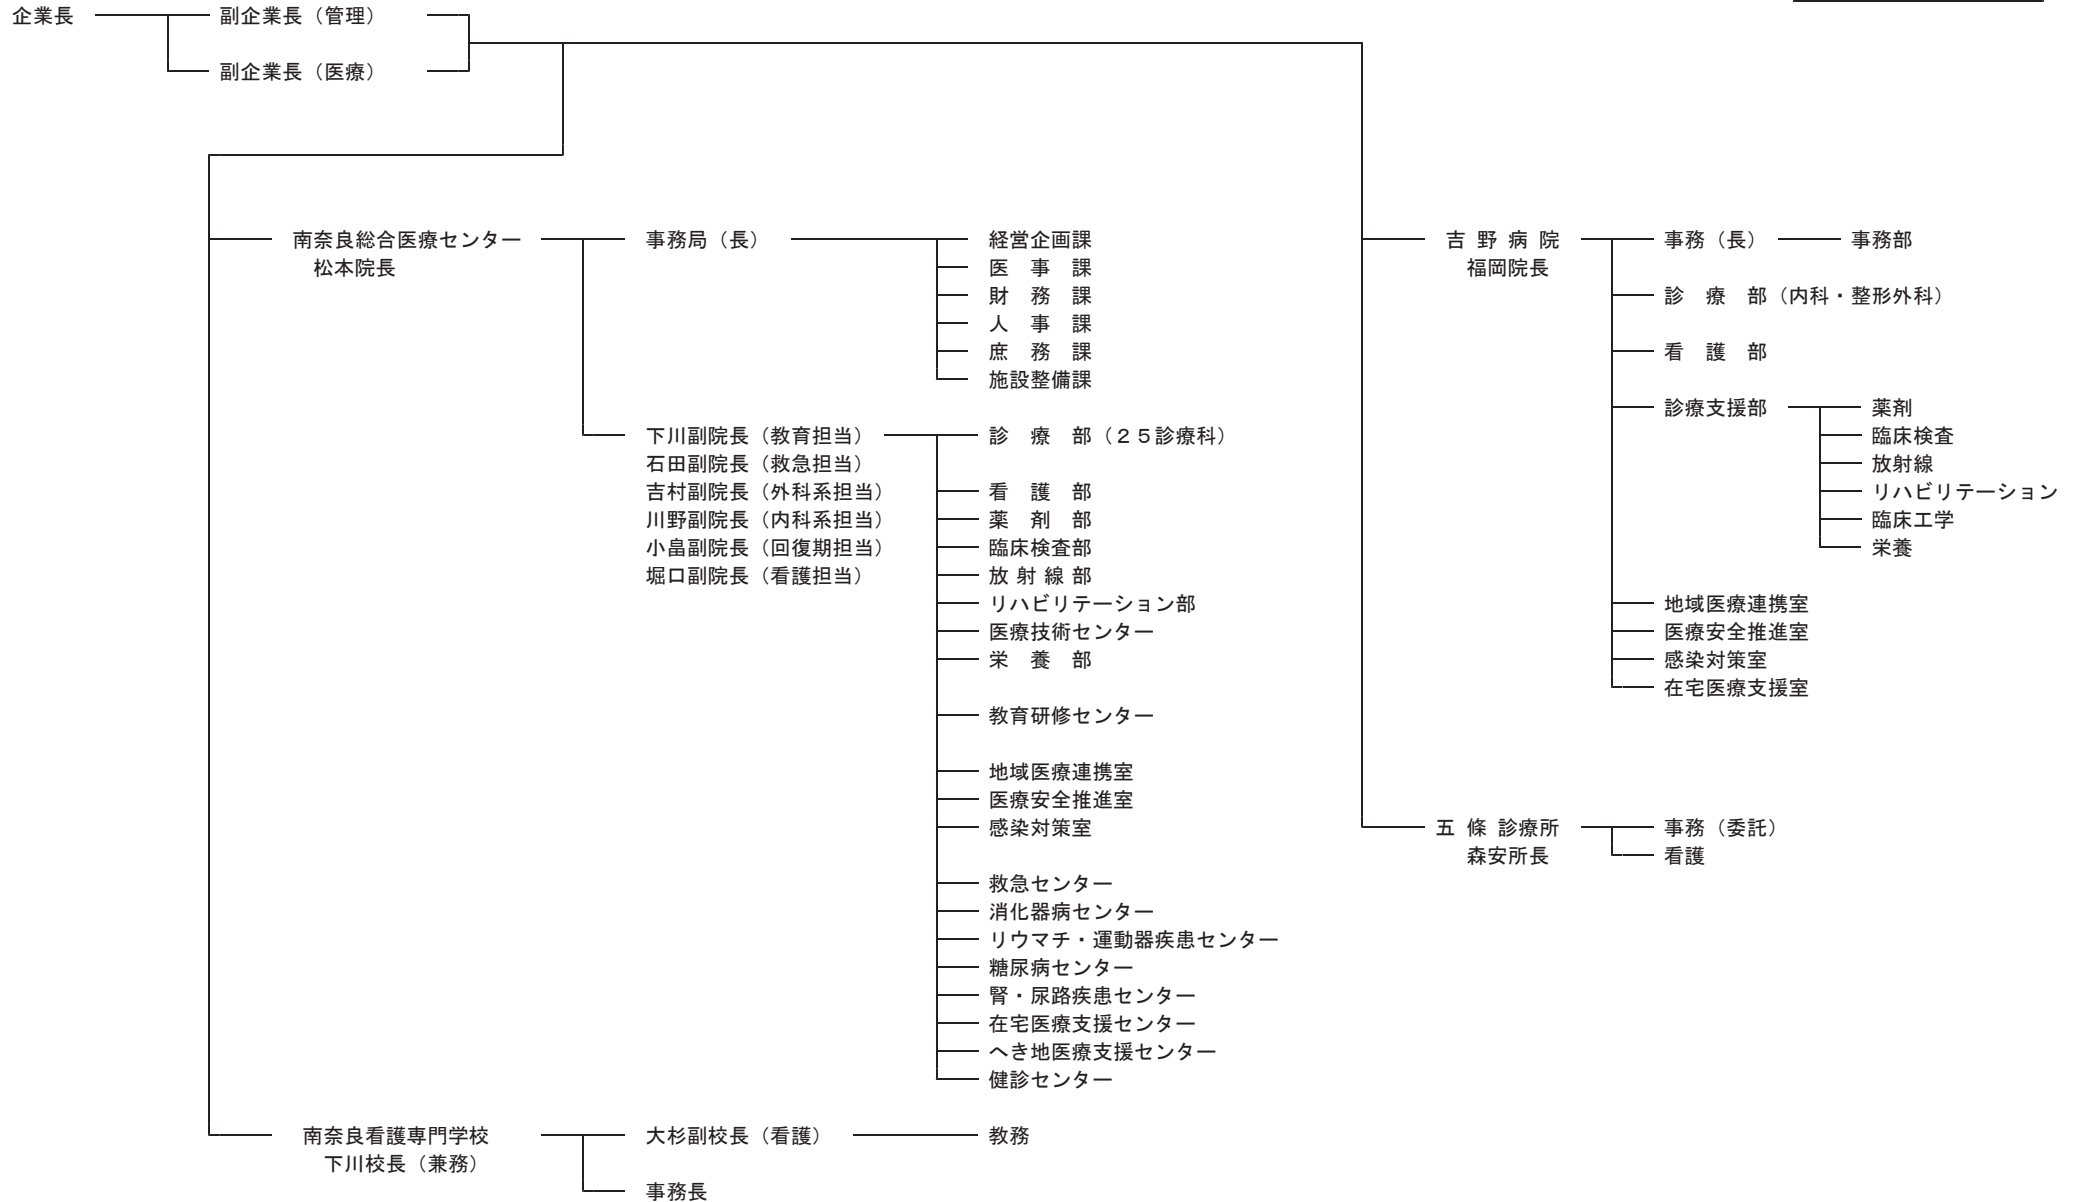 企業長 副企業長（管理）
副企業長（医療）
南奈良総合医療センター
松本院長
事務局（長）
経営企画課
医　事　課
財　務　課
人　事　課
庶　務　課
施設整備課
下川副院長（教育担当）
石田副院長（救急担当）
吉村副院長（外科系担当）
川野副院長（内科系担当）
小畠副院長（回復期担当）
堀口副院長（看護担当）
診　療　部（２５診療科）
看　護　部
薬　剤　部
臨床検査部
放 射 線 部
リハビリテーション部
医療技術センター
栄　養　部
教育研修センター
地域医療連携室
医療安全推進室
感染対策室
救急センター
消化器病センター
リウマチ・運動器疾患センター
糖尿病センター
腎・尿路疾患センター
在宅医療支援センター
へき地医療支援センター
健診センター
南奈良看護専門学校
下川校長（兼務）
大杉副校長（看護）
教務
事務長
吉 野 病 院
福岡院長
事務（長）
事務部
診　療　部（内科・整形外科）
看　護　部
診療支援部
薬剤
臨床検査
放射線
リハビリテーション
臨床工学
栄養
地域医療連携室
医療安全推進室
感染対策室
在宅医療支援室
五 條 診療所
森安所長
事務（委託）
看護